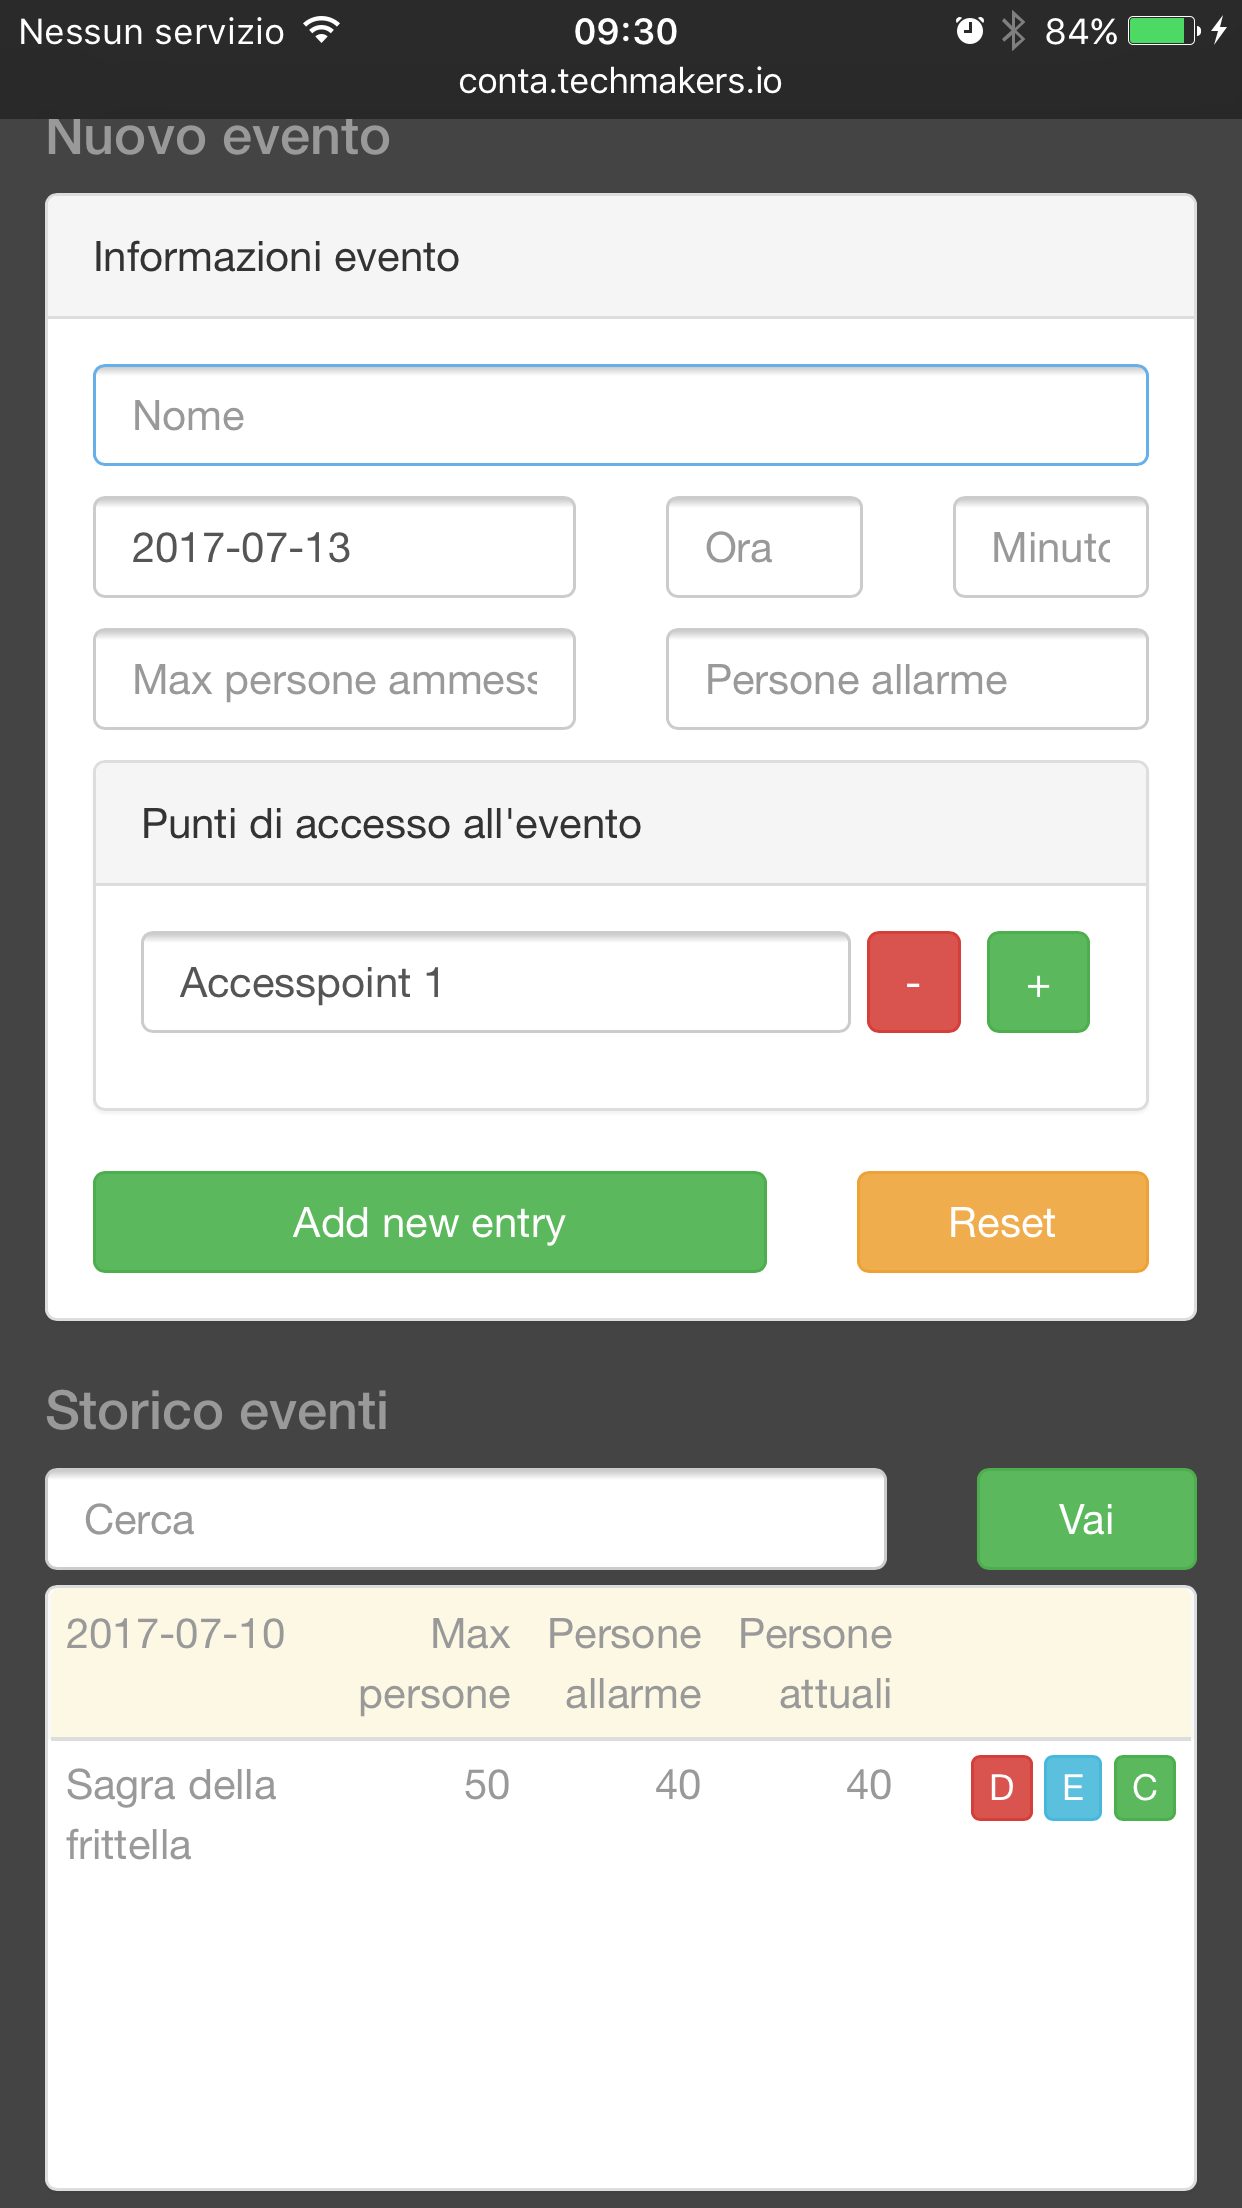 Nessun servizio 09:30 84%
conta.techmakers.io
Nuovo evento
Informazioni evento
Nome
2017-07-13 Ora Minuto
Max persone ammess Persone allarme
Punti di accesso all'evento
Accesspoint 1 - +
Add new entry Reset
Storico eventi
Cerca Vai
2017-07-10 Max Persone Persone
persone allarme attuali
Sagra della 50 40 40 D E C
frittella